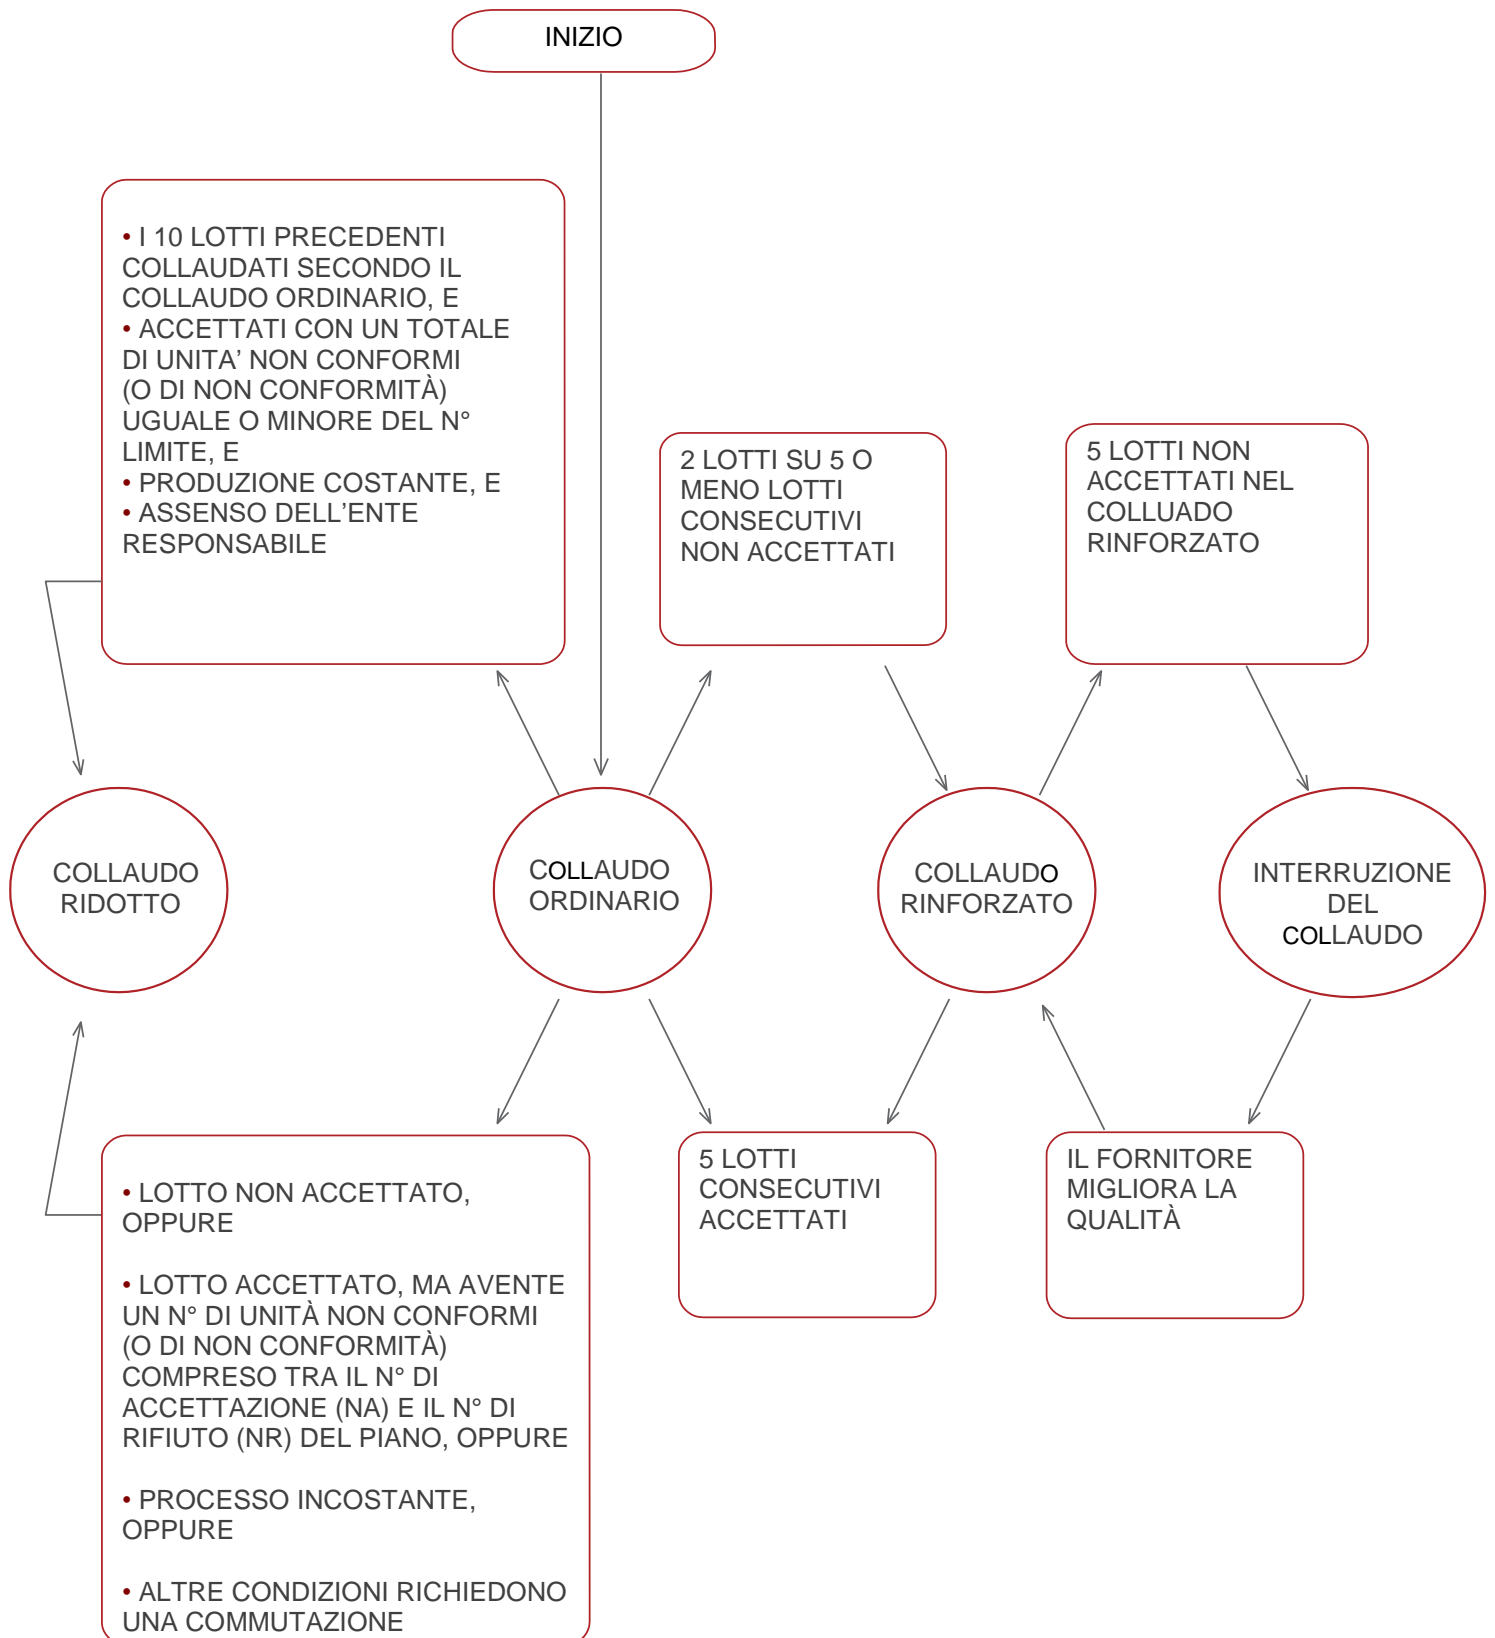 INIZIO
• I 10 LOTTI PRECEDENTI
COLLAUDATI SECONDO IL
COLLAUDO ORDINARIO, E
• ACCETTATI CON UN TOTALE
DI UNITA’ NON CONFORMI
(O DI NON CONFORMITÀ)
UGUALE O MINORE DEL N°
LIMITE, E
• PRODUZIONE COSTANTE, E
• ASSENSO DELL’ENTE
RESPONSABILE
2 LOTTI SU 5 O
MENO LOTTI
CONSECUTIVI
NON ACCETTATI
5 LOTTI NON
ACCETTATI NEL
COLLUADO
RINFORZATO
COLLAUDO
RIDOTTO
COLLAUDO
ORDINARIO
COLLAUDO
RINFORZATO
INTERRUZIONE
DEL
COLLAUDO
• LOTTO NON ACCETTATO,
OPPURE
• LOTTO ACCETTATO, MA AVENTE
UN N° DI UNITÀ NON CONFORMI
(O DI NON CONFORMITÀ)
COMPRESO TRA IL N° DI
ACCETTAZIONE (NA) E IL N° DI
RIFIUTO (NR) DEL PIANO, OPPURE
• PROCESSO INCOSTANTE,
OPPURE
• ALTRE CONDIZIONI RICHIEDONO
UNA COMMUTAZIONE
5 LOTTI
CONSECUTIVI
ACCETTATI
IL FORNITORE
MIGLIORA LA
QUALITÀ